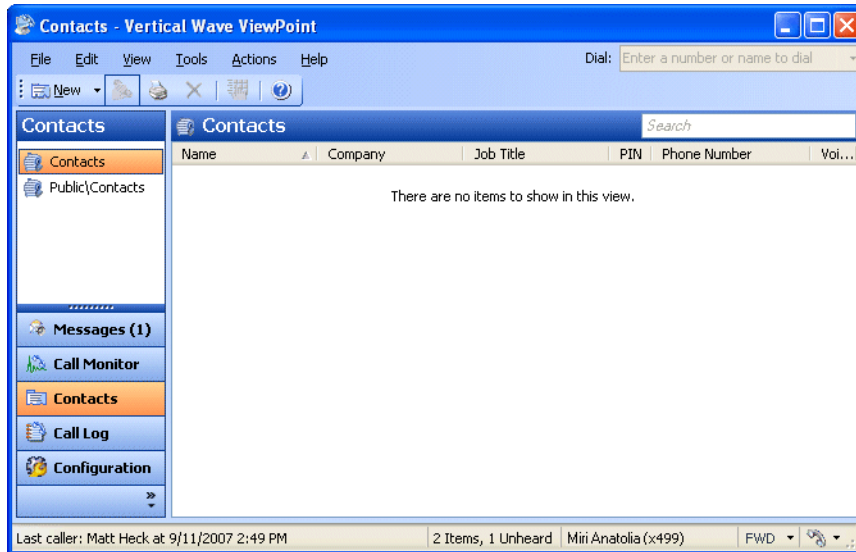 Contacts - Vertical Wave ViewPoint
File Edit View Tools Actions Help Dial: Enter a number or name to dial
New
Contacts Contacts Search
Contacts Name Company Job Title PIN Phone Number Voi...
Public\Contacts
There are no items to show in this view.
Messages (1)
Call Monitor
Contacts
Call Log
Configuration
Last caller: Matt Heck at 9/11/2007 2:49 PM 2 Items, 1 Unheard Miri Anatolia (x499) FWD